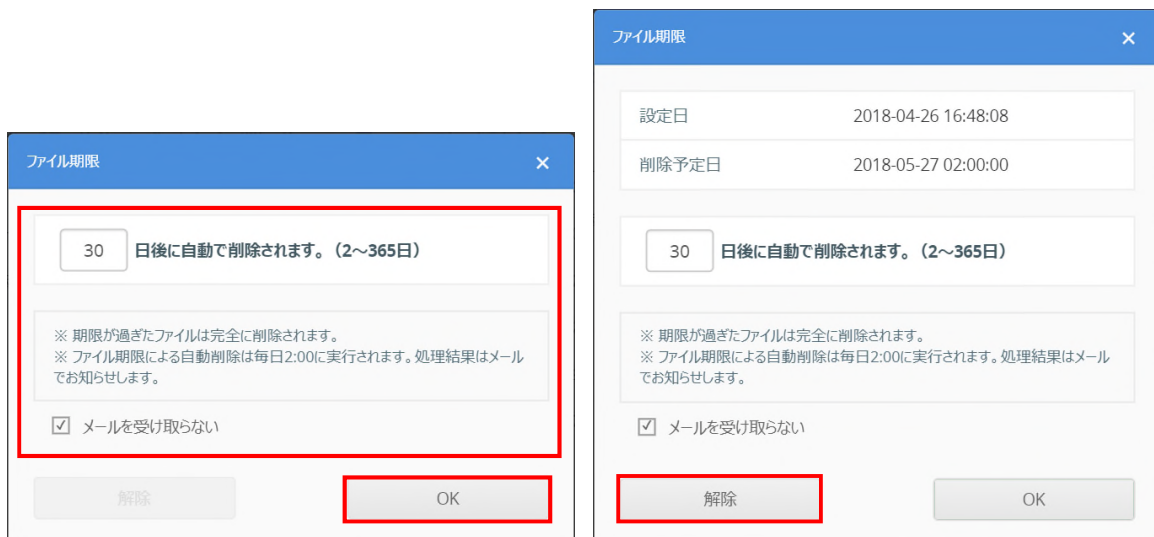 ファイル期限 ×
30 日後に自動で削除されます。（2～365日）
※ 期限が過ぎたファイルは完全に削除されます。
※ ファイル期限による自動削除は毎日2:00に実行されます。処理結果はメール
でお知らせします。
メールを受け取らない
解除 OK
ファイル期限 ×
設定日 2018-04-26 16:48:08
削除予定日 2018-05-27 02:00:00
30 日後に自動で削除されます。（2～365日）
※ 期限が過ぎたファイルは完全に削除されます。
※ ファイル期限による自動削除は毎日2:00に実行されます。処理結果はメール
でお知らせします。
メールを受け取らない
解除 OK